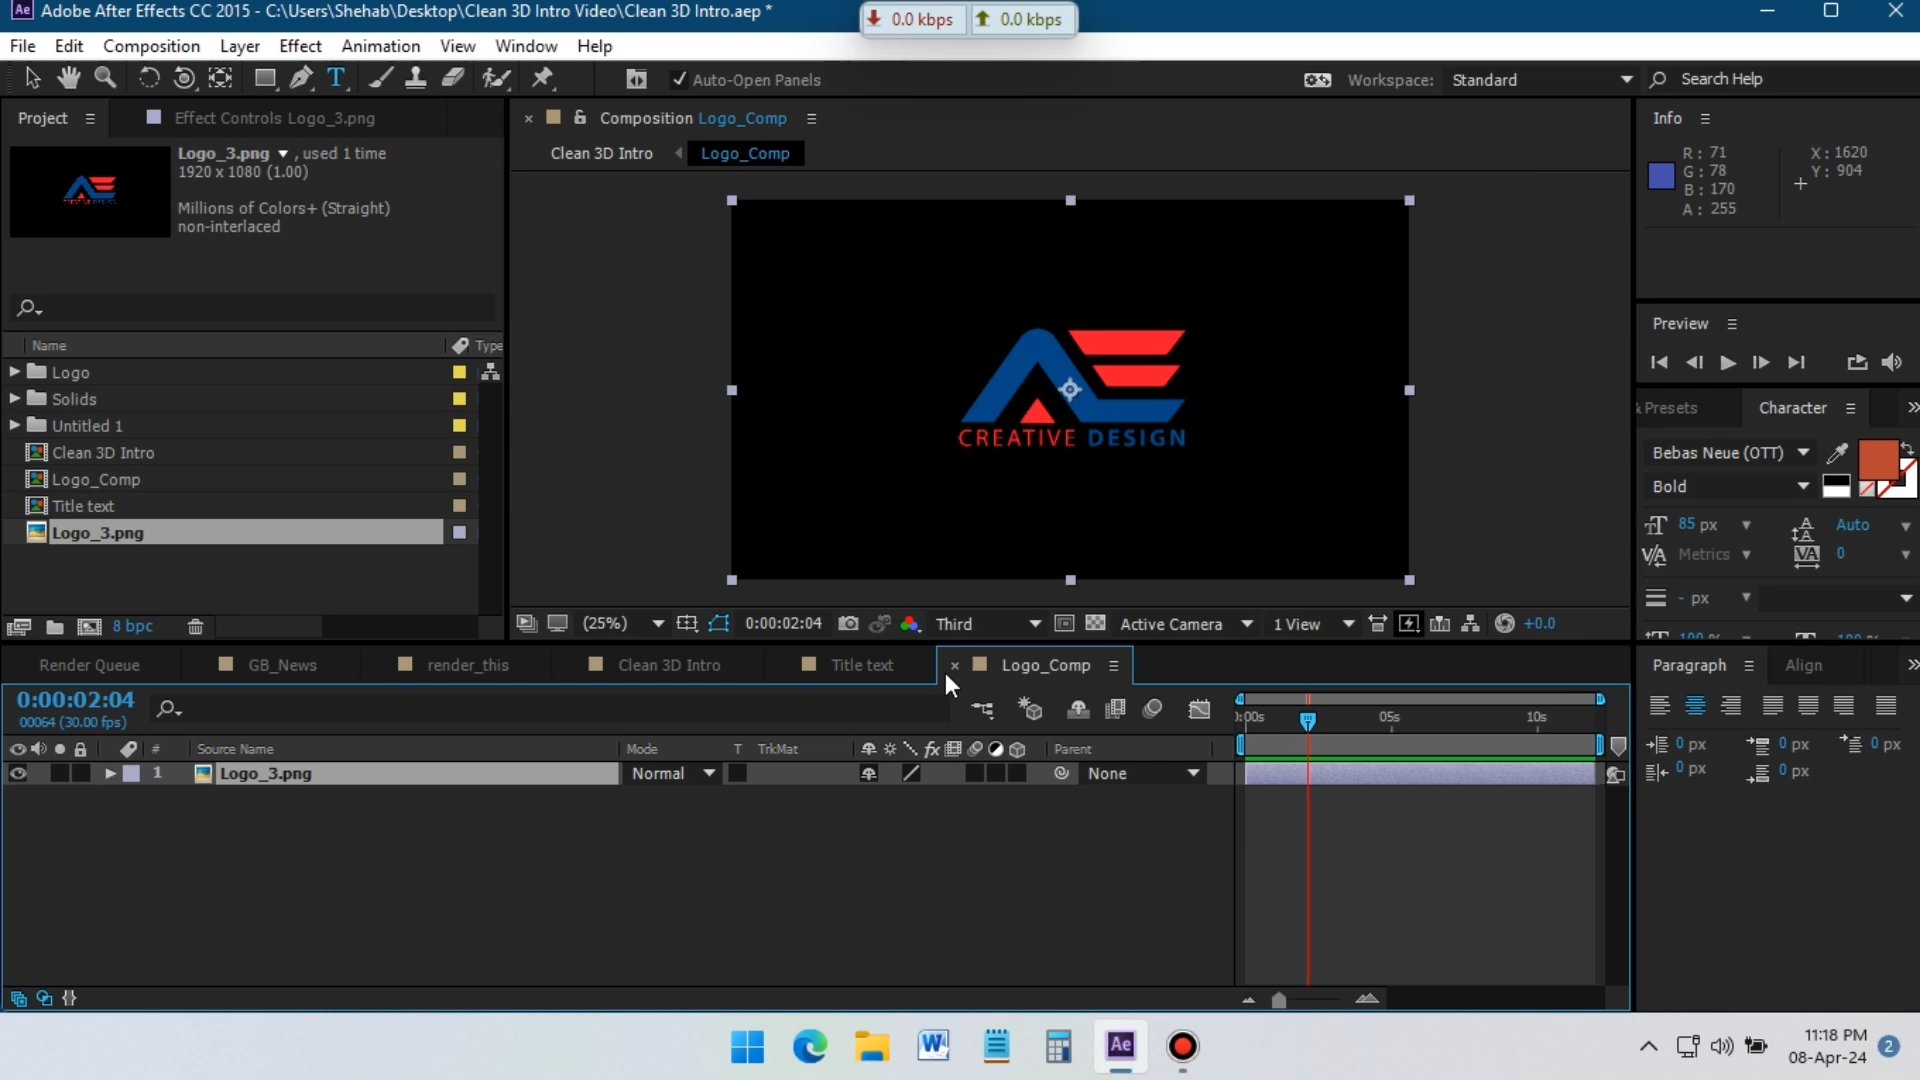 Ae Adobe After Effects CC 2015 - C:\Users\Shehab\Desktop\Clean 3D Intro Video\Clean 3D Intro.aep *
0.0 kbps 0.0 kbps
File Edit Composition Layer Effect Animation View Window Help
T Auto-Open Panels Workspace: Standard Search Help
Project Effect Controls Logo_3.png
Logo_3.png , used 1 time
1920 x 1080 (1.00)
Millions of Colors+ (Straight)
non-interlaced
Name Type
Logo
Solids
Untitled 1
Clean 3D Intro
Logo_Comp
Title text
Logo_3.png
8 bpc
Composition Logo_Comp
Clean 3D Intro Logo_Comp
CREATIVE DESIGN
(25%) 0:00:02:04 Third Active Camera 1 View +0.0
Info
R: 71 X: 1620
G: 78 Y: 904
B: 170
A: 255
Preview
& Presets Character
Bebas Neue (OTT)
Bold
85 px Auto
Metrics 0
- px
Render Queue GB_News render_this Clean 3D Intro Title text Logo_Comp
0:00:02:04
00064 (30.00 fps)
05s 10s
# Source Name Mode T TrkMat fx Parent
1 Logo_3.png Normal None
Paragraph Align
0 px 0 px 0 px
0 px 0 px
W Ae
11:18 PM
08-Apr-24 2